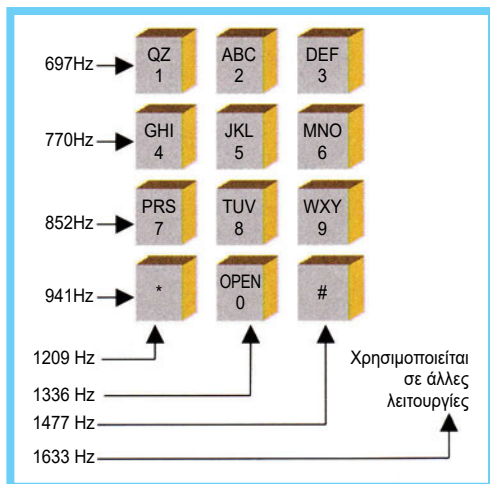 697Hz QZ ABC DEF
1 2 3
770Hz GHI JKL MNO
4 5 6
852Hz PRS TUV WXY
7 8 9
941Hz * OPEN #
0
1209 Hz
Χρησιμοποιείται
σε άλλες
λειτουργίες
1336 Hz
1477 Hz
1633 Hz